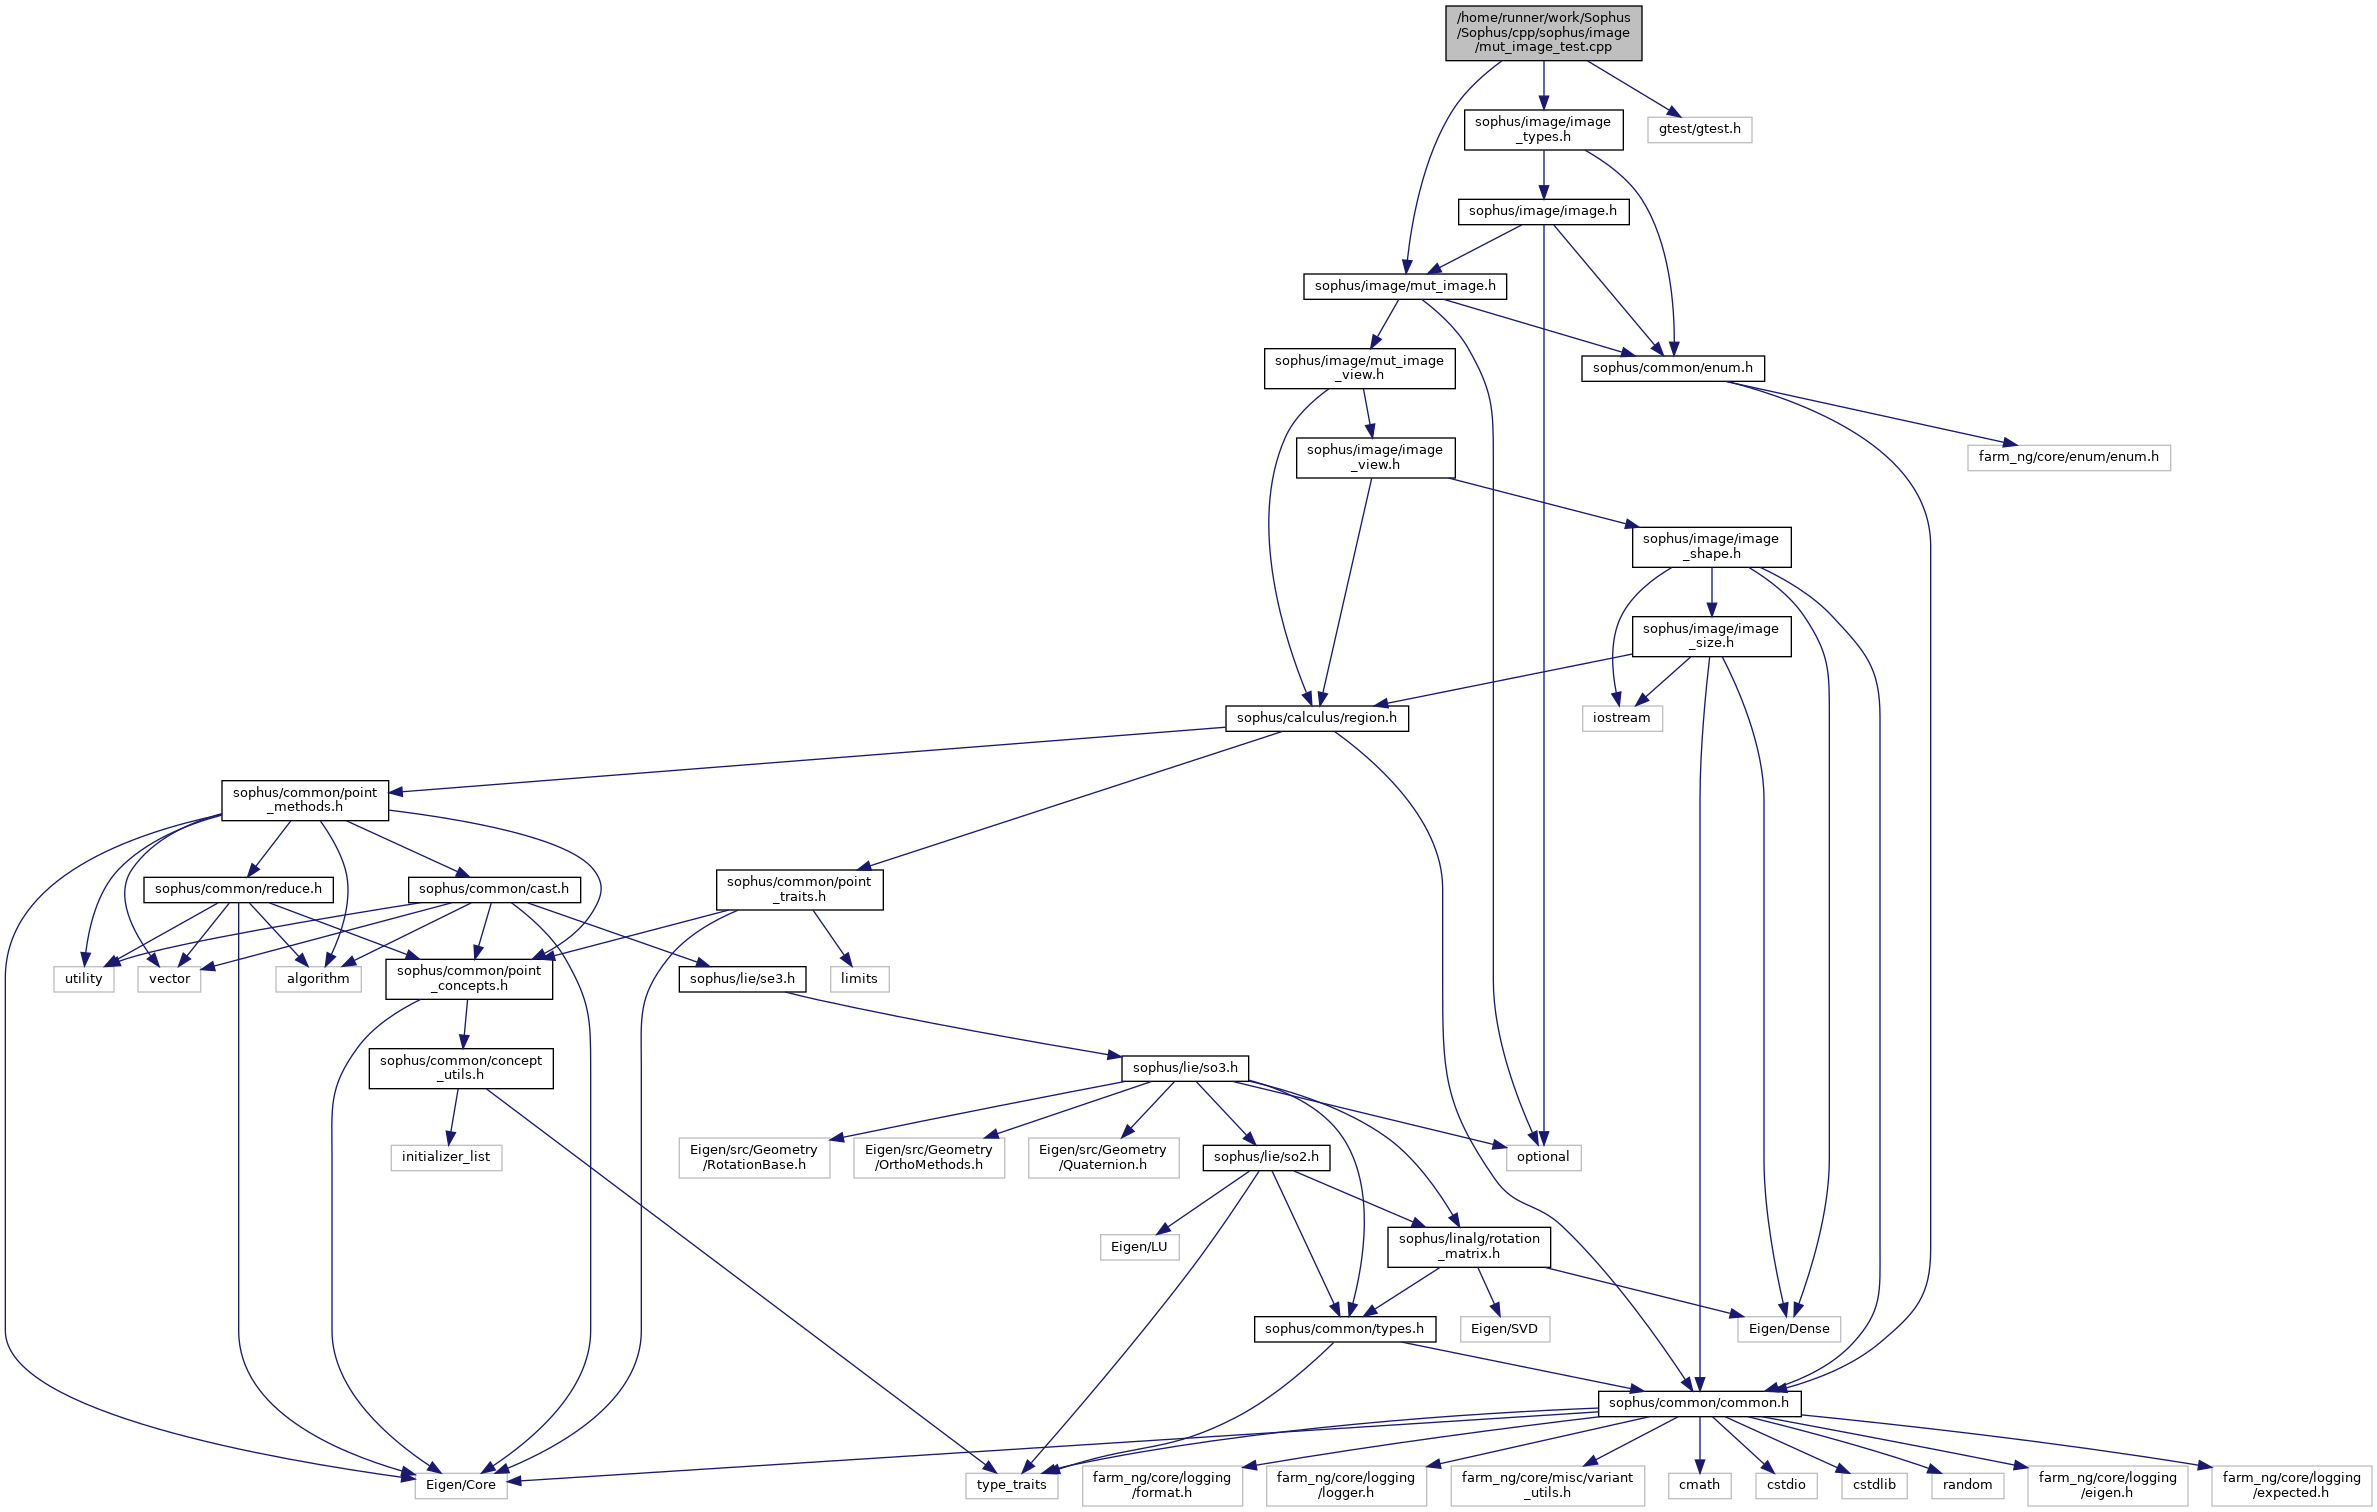 /home/runner/work/Sophus
/Sophus/cpp/sophus/image
/mut_image_test.cpp
sophus/image/image
_types.h
gtest/gtest.h
sophus/image/image.h
sophus/image/mut_image.h
sophus/image/mut_image
_view.h
sophus/common/enum.h
sophus/image/image
_view.h
farm_ng/core/enum/enum.h
sophus/image/image
_shape.h
sophus/image/image
_size.h
sophus/calculus/region.h
iostream
sophus/common/point
_methods.h
sophus/common/reduce.h
sophus/common/cast.h
sophus/common/point
_traits.h
utility
vector
algorithm
sophus/common/point
_concepts.h
sophus/lie/se3.h
limits
sophus/common/concept
_utils.h
sophus/lie/so3.h
initializer_list
Eigen/src/Geometry
/RotationBase.h
Eigen/src/Geometry
/OrthoMethods.h
Eigen/src/Geometry
/Quaternion.h
sophus/lie/so2.h
optional
Eigen/LU
sophus/linalg/rotation
_matrix.h
sophus/common/types.h
Eigen/SVD
Eigen/Dense
sophus/common/common.h
Eigen/Core
type_traits
farm_ng/core/logging
/format.h
farm_ng/core/logging
/logger.h
farm_ng/core/misc/variant
_utils.h
cmath
cstdio
cstdlib
random
farm_ng/core/logging
/eigen.h
farm_ng/core/logging
/expected.h